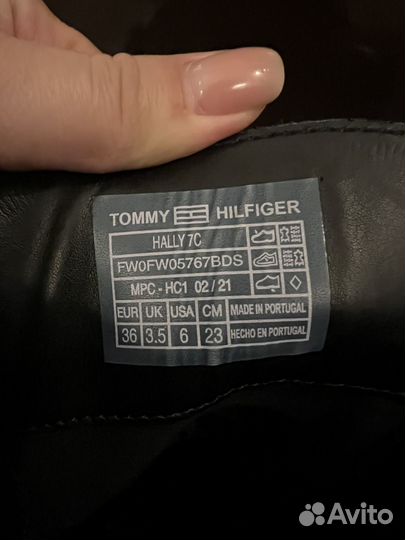 TOMMY HILFIGER
HALLY 7C
FW0FW05767BDS
MPC - HC1 02 / 21
EUR UK USA CM MADE IN PORTUGAL
36 3.5 6 23 HECHO EN PORTUGAL
Avito